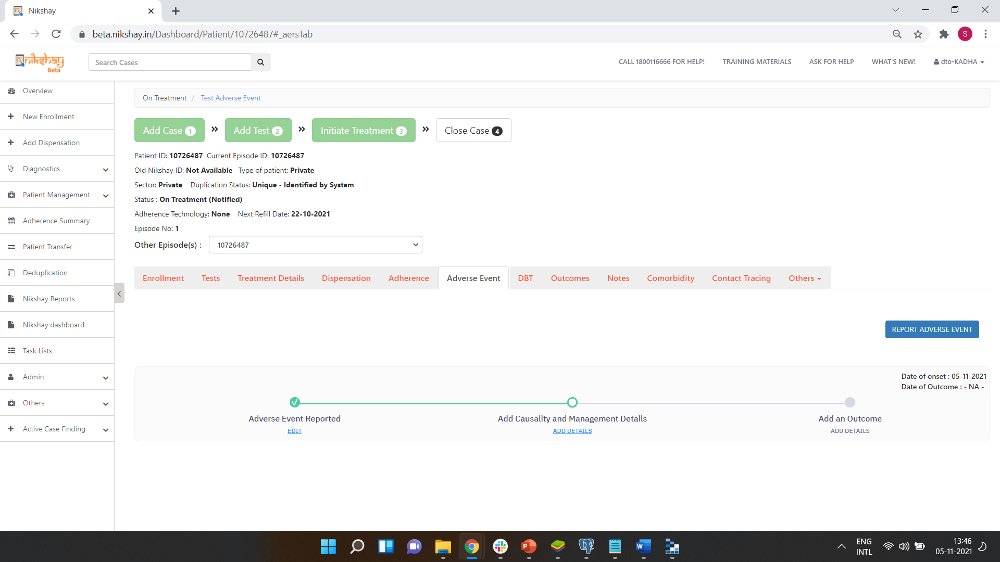 Nikshay
beta.nikshay.in/Dashboard/Patient/10726487#_aersTab
S
nikshay
Beta
Search Cases
CALL 1800116666 FOR HELP!
TRAINING MATERIALS
ASK FOR HELP
WHAT'S NEW!
dto-KADHA
Overview
New Enrollment
Add Dispensation
Diagnostics
Patient Management
Adherence Summary
Patient Transfer
Deduplication
Nikshay Reports
Nikshay dashboard
Task Lists
Admin
Others
Active Case Finding
On Treatment / Test Adverse Event
Add Case 1 » Add Test 2 » Initiate Treatment 3 » Close Case 4
Patient ID: 10726487 Current Episode ID: 10726487
Old Nikshay ID: Not Available Type of patient: Private
Sector: Private Duplication Status: Unique - Identified by System
Status : On Treatment (Notified)
Adherence Technology: None Next Refill Date: 22-10-2021
Episode No: 1
Other Episode(s) : 10726487
Enrollment Tests Treatment Details Dispensation Adherence Adverse Event DBT Outcomes Notes Comorbidity Contact Tracing Others
REPORT ADVERSE EVENT
Date of onset : 05-11-2021
Date of Outcome : - NA -
Adverse Event Reported
EDIT
Add Causality and Management Details
ADD DETAILS
Add an Outcome
ADD DETAILS
ENG
INTL
13:46
05-11-2021